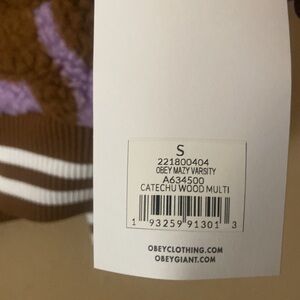 S
221800404
OBEY MAZY VARSITY
A634500
CATECHU WOOD MULTI
1 93259 91301 3
OBEYCLOTHING.COM
OBEYGIANT.COM